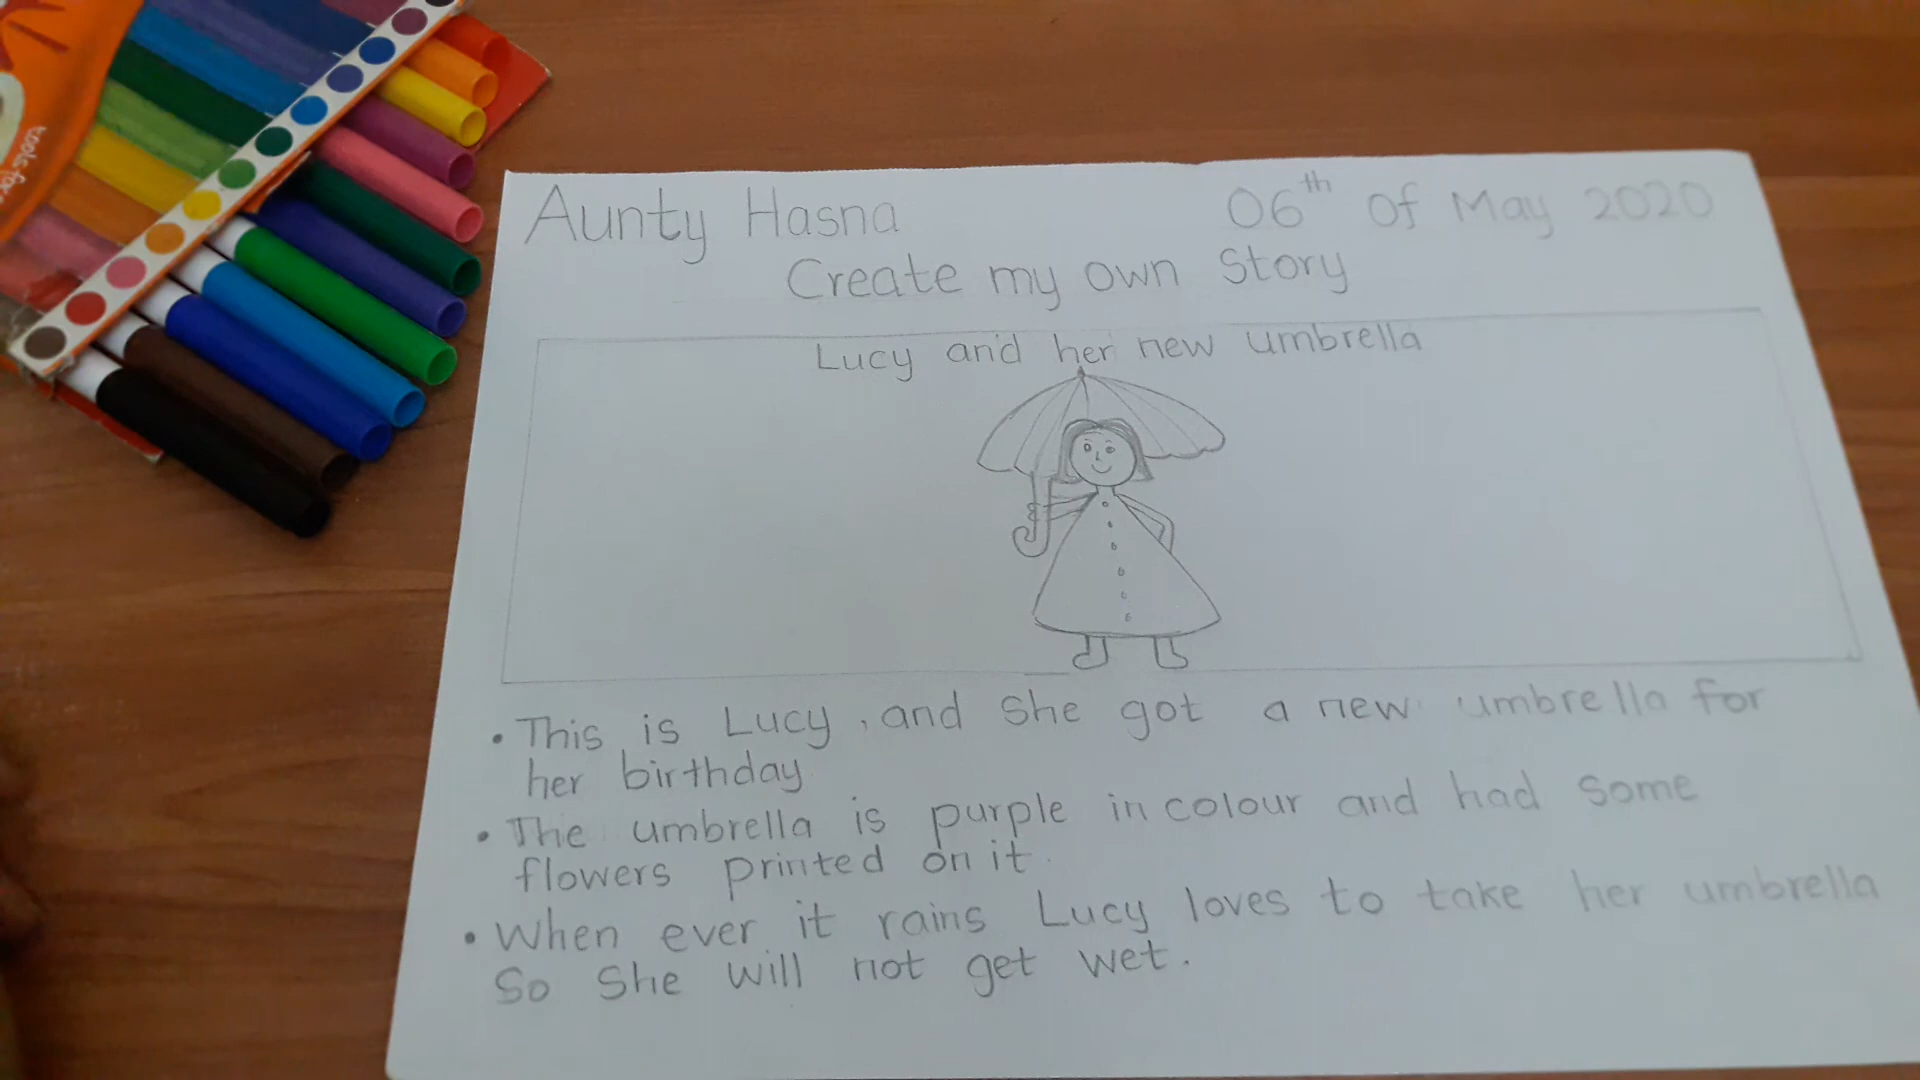 Aunty Hasna 06th Of May 2020
Create my own Story
Lucy and her new umbrella
• This is Lucy, and She got a new umbrella for
her birthday
• The umbrella is purple in colour and had Some
flowers printed on it.
• When ever it rains Lucy loves to take her umbrella
So She will not get wet.
tools for